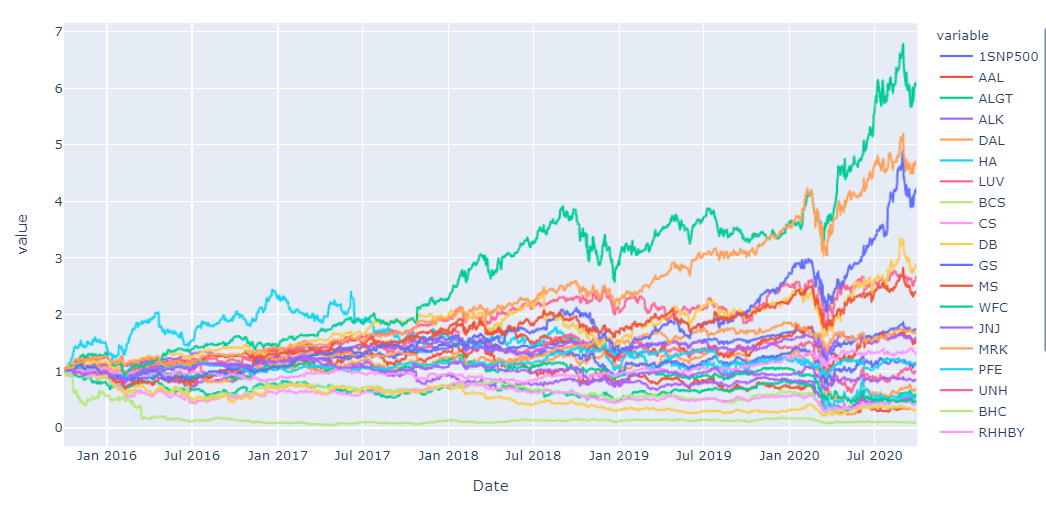 7
6
5
4
3
2
1
0
value
Jan 2016
Jul 2016
Jan 2017
Jul 2017
Jan 2018
Jul 2018
Jan 2019
Jul 2019
Jan 2020
Jul 2020
Date
variable
1SNP500
AAL
ALGT
ALK
DAL
HA
LUV
BCS
CS
DB
GS
MS
WFC
JNJ
MRK
PFE
UNH
BHC
RHHBY